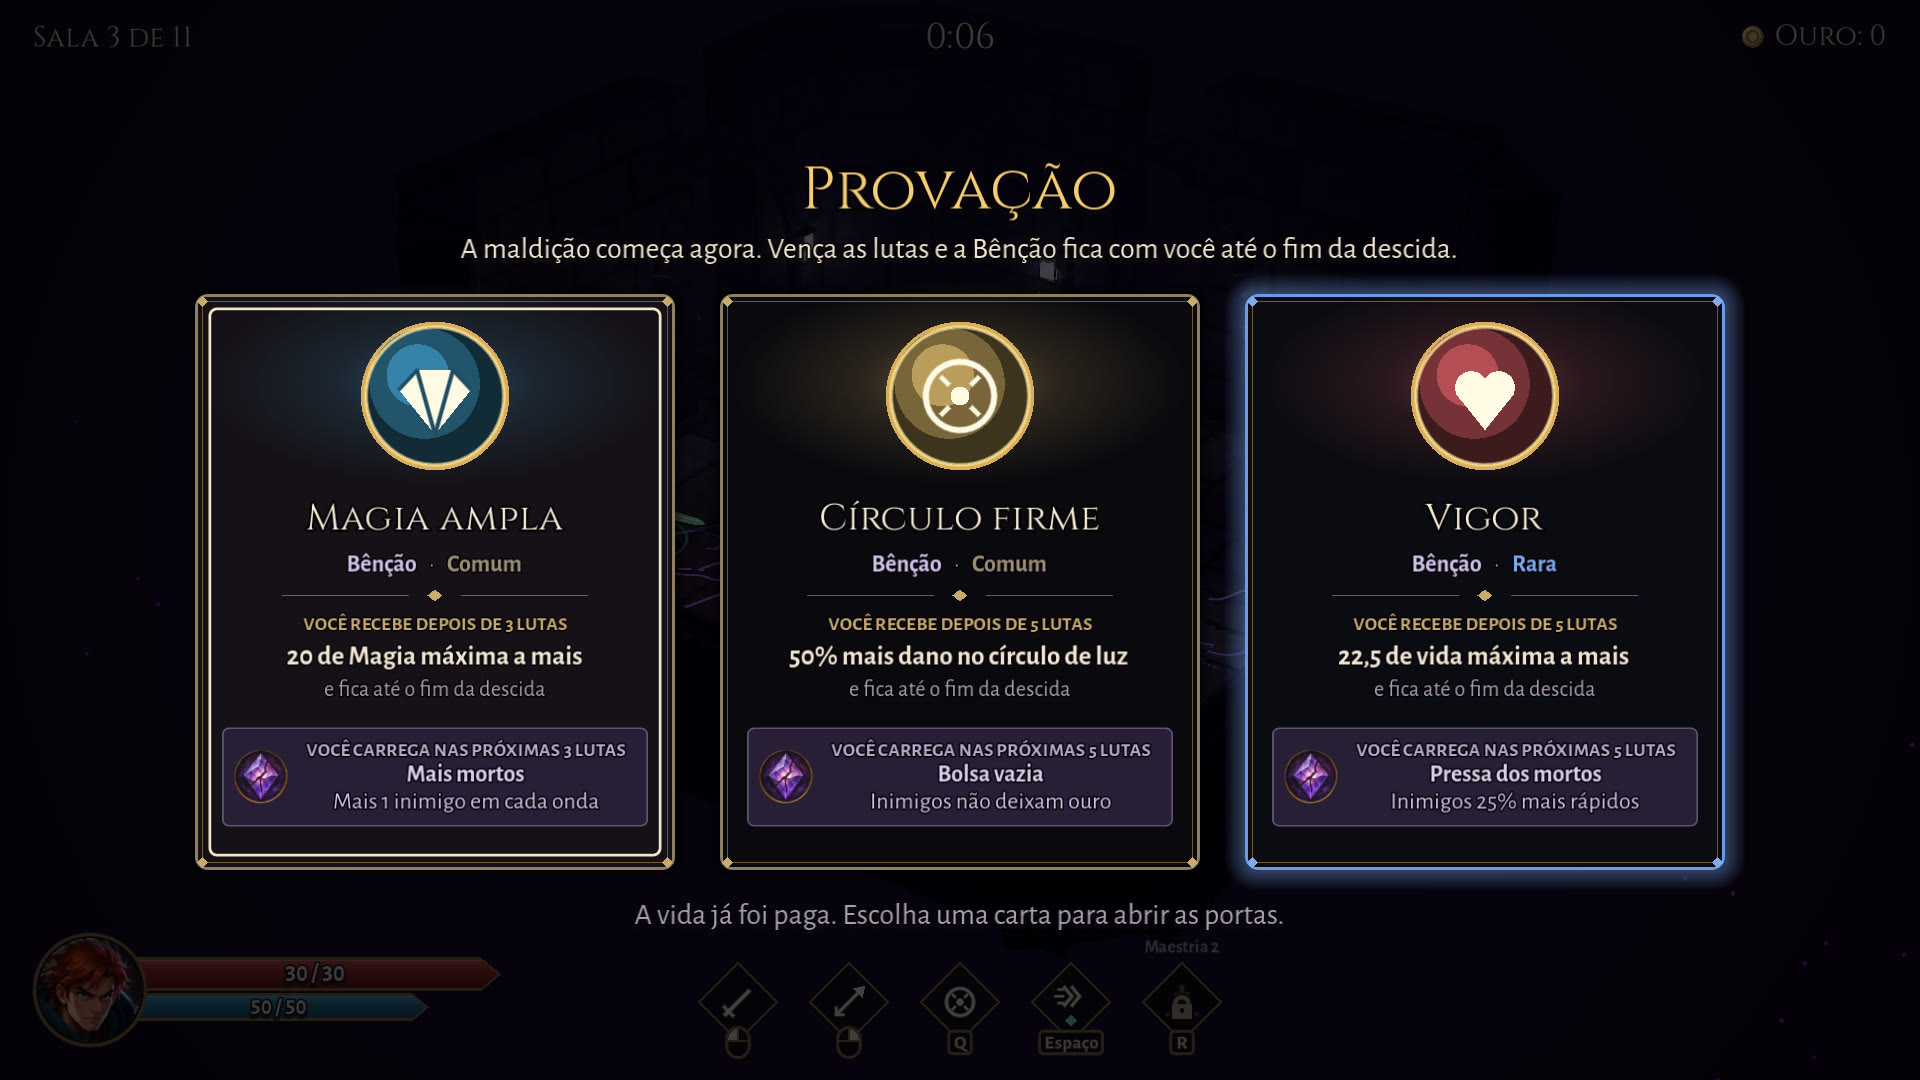 Sala 3 de 11
0:06
Ouro: 0
Provação
A maldição começa agora. Vença as lutas e a Bênção fica com você até o fim da descida.
Magia ampla
Bênção · Comum
VOCÊ RECEBE DEPOIS DE 3 LUTAS
20 de Magia máxima a mais
e fica até o fim da descida
VOCÊ CARREGA NAS PRÓXIMAS 3 LUTAS
Mais mortos
Mais 1 inimigo em cada onda
Círculo firme
Bênção · Comum
VOCÊ RECEBE DEPOIS DE 5 LUTAS
50% mais dano no círculo de luz
e fica até o fim da descida
VOCÊ CARREGA NAS PRÓXIMAS 5 LUTAS
Bolsa vazia
Inimigos não deixam ouro
Vigor
Bênção · Rara
VOCÊ RECEBE DEPOIS DE 5 LUTAS
22,5 de vida máxima a mais
e fica até o fim da descida
VOCÊ CARREGA NAS PRÓXIMAS 5 LUTAS
Pressa dos mortos
Inimigos 25% mais rápidos
A vida já foi paga. Escolha uma carta para abrir as portas.
Maestria 2
30/30
50/50
Q
Espaço
R